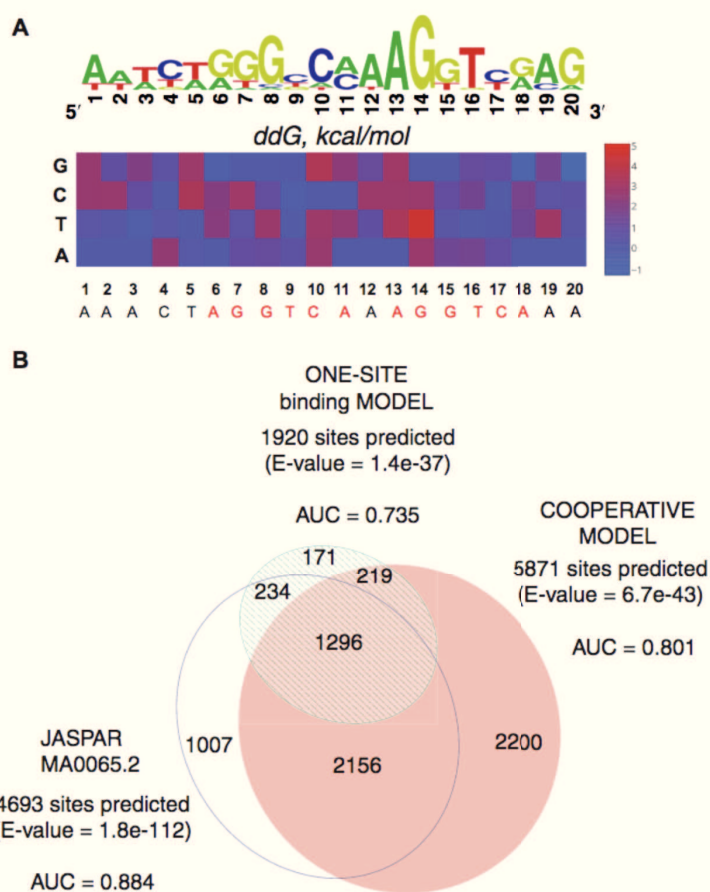 A
AATCTGGGCCAAAGGTCGAG
5' 1 2 3 4 5 6 7 8 9 10 11 12 13 14 15 16 17 18 19 20 3'
ddG, kcal/mol
G
C
T
A
5
4
3
2
1
0
−1
1 2 3 4 5 6 7 8 9 10 11 12 13 14 15 16 17 18 19 20
A A A C T A G G T C A A A G G T C A A A
B
ONE-SITE
binding MODEL
1920 sites predicted
(E-value = 1.4e-37)
AUC = 0.735
COOPERATIVE
MODEL
5871 sites predicted
(E-value = 6.7e-43)
AUC = 0.801
171
219
234
1296
1007
2156
2200
JASPAR
MA0065.2
4693 sites predicted
E-value = 1.8e-112)
AUC = 0.884